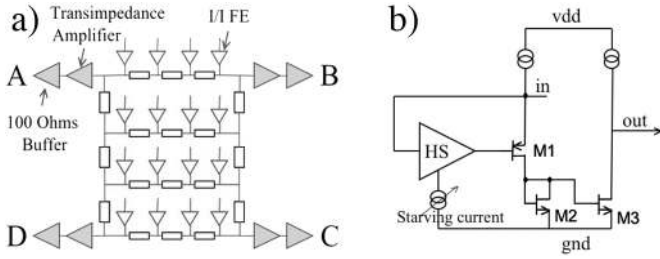 a)
Transimpedance
Amplifier
I/I FE
A
B
100 Ohms
Buffer
D
C
b)
vdd
in
out
HS
M1
Starving current
M2
M3
gnd